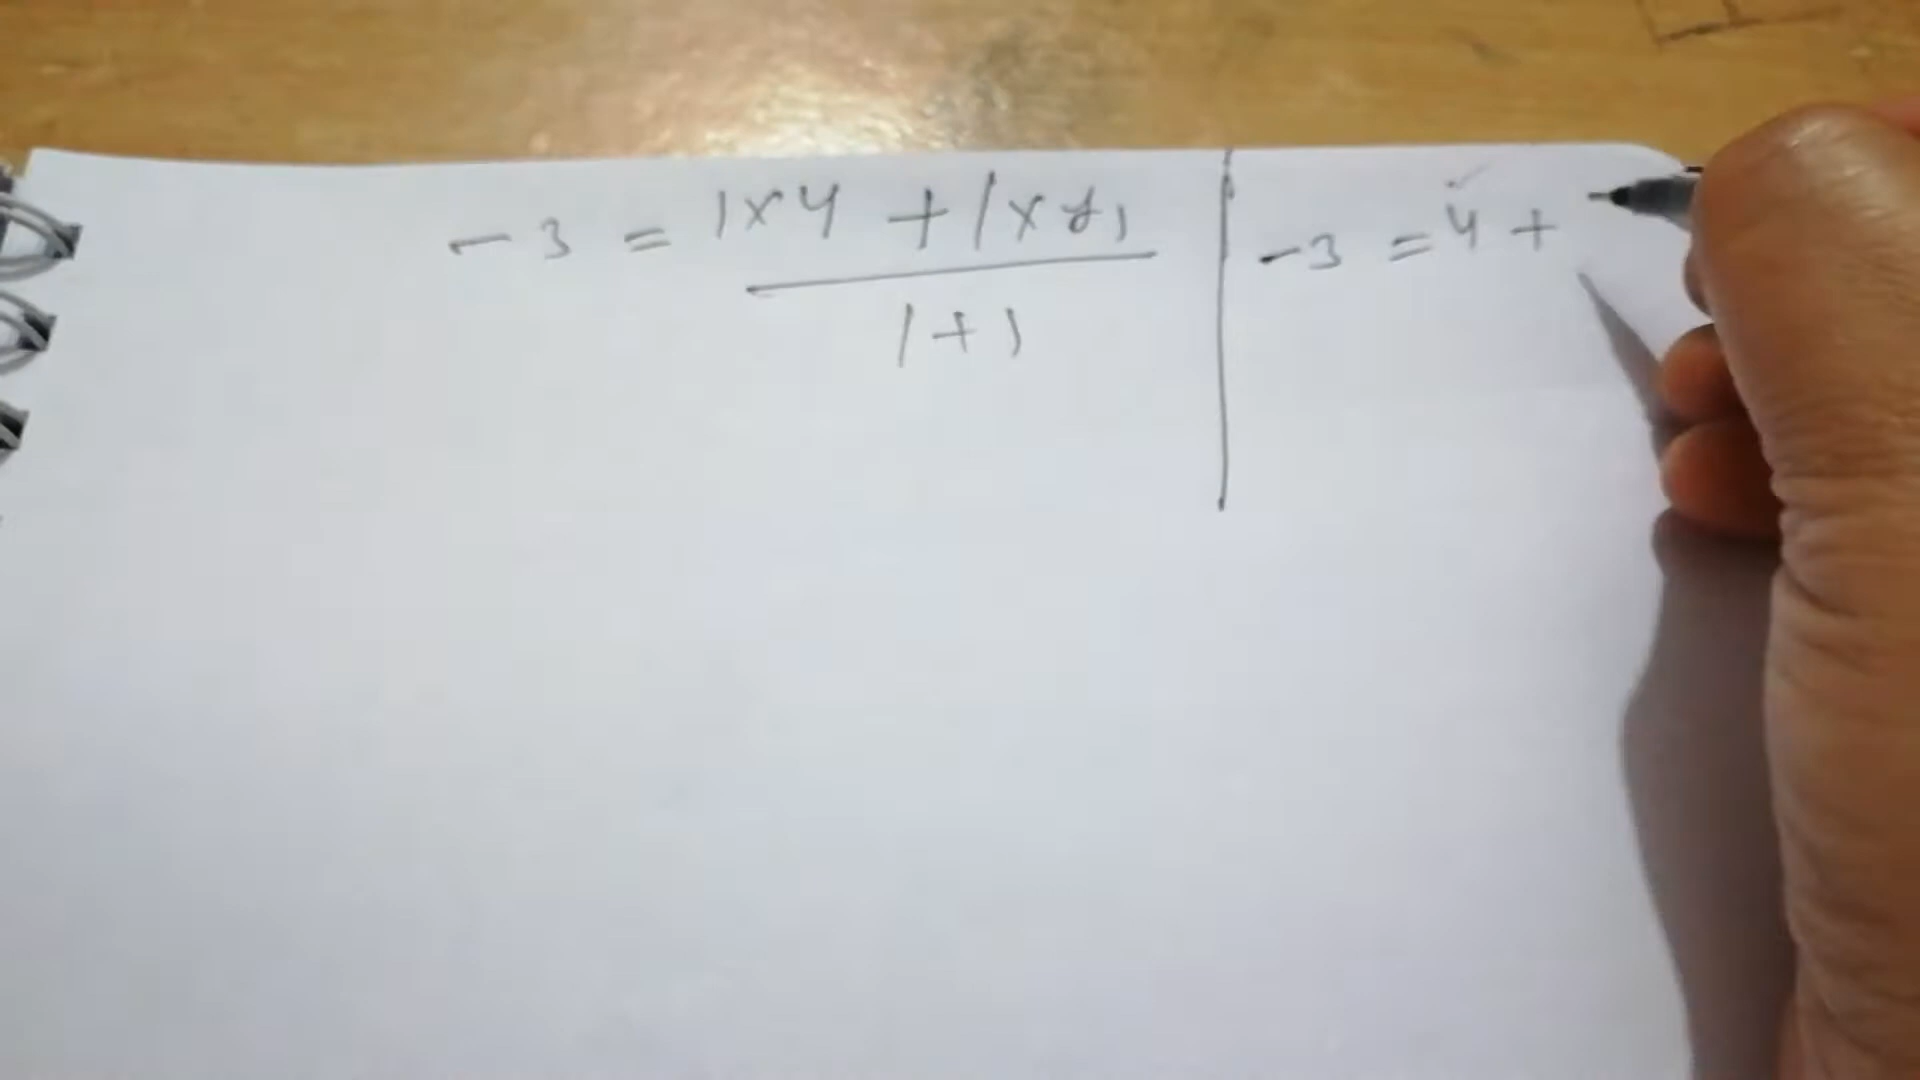 -3 = 1×4 + 1×y₁
1+1
-3 = 4 +